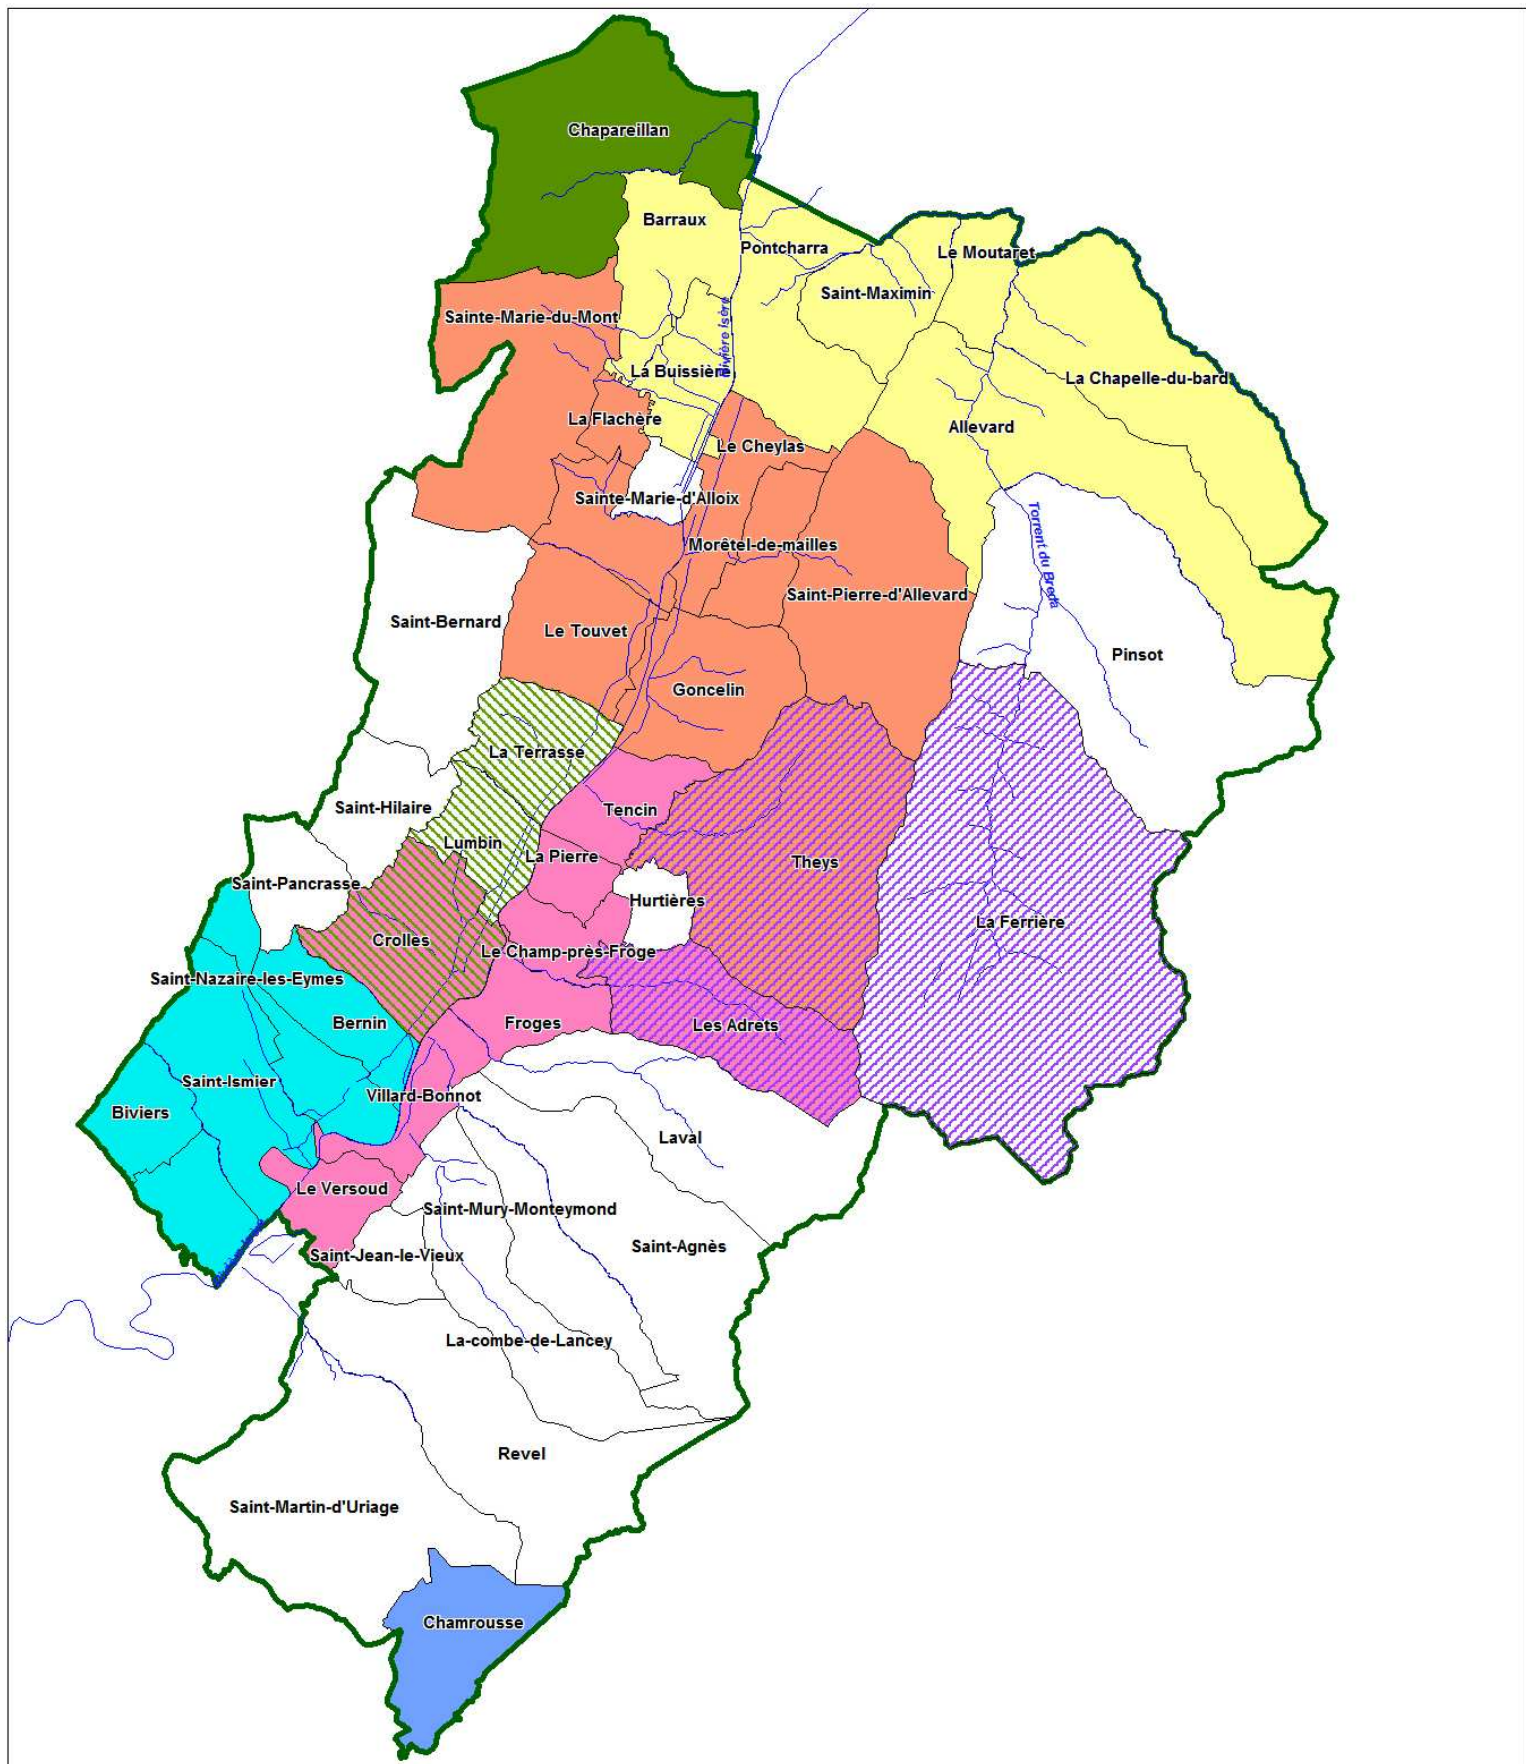 Chapareillan
Barraux
Pontcharra
Le Moutaret
Saint-Maximin
Sainte-Marie-du-Mont
Rivière Isère
La Buissière
La Chapelle-du-bard
La Flachère
Allevard
Le Cheylas
Sainte-Marie-d'Alloix
Torrent du Breda
Morêtel-de-mailles
Saint-Pierre-d'Allevard
Saint-Bernard
Le Touvet
Pinsot
Goncelin
La Terrasse
Saint-Hilaire
Tencin
Lumbin
La Pierre
Theys
Saint-Pancrasse
Hurtières
La Ferrière
Crolles
Le Champ-près-Froge
Saint-Nazaire-les-Eymes
Bernin
Froges
Les Adrets
Saint-Ismier
Villard-Bonnot
Biviers
Laval
Le Versoud
Saint-Mury-Monteymond
Saint-Agnès
Saint-Jean-le-Vieux
La-combe-de-Lancey
Revel
Saint-Martin-d'Uriage
Chamrousse